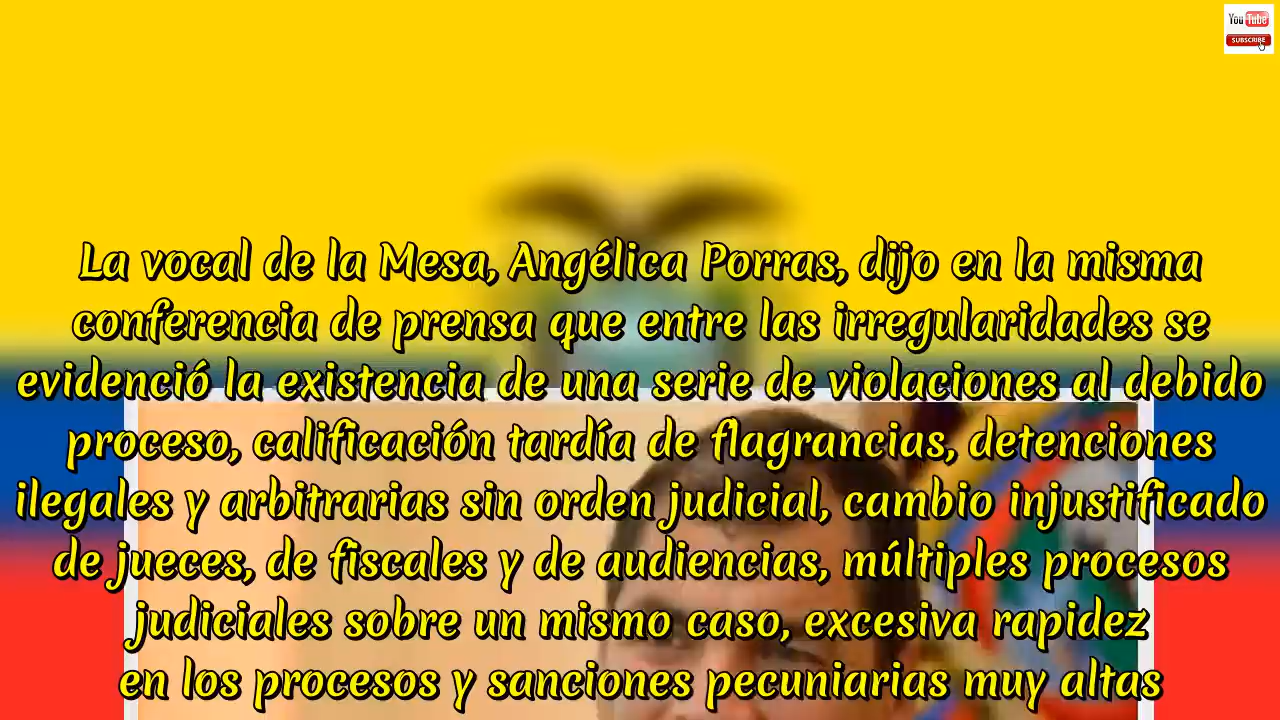 You Tube
SUBSCRIBE
La vocal de la Mesa, Angélica Porras, dijo en la misma
conferencia de prensa que entre las irregularidades se
evidenció la existencia de una serie de violaciones al debido
proceso, calificación tardía de flagrancias, detenciones
ilegales y arbitrarias sin orden judicial, cambio injustificado
de jueces, de fiscales y de audiencias, múltiples procesos
judiciales sobre un mismo caso, excesiva rapidez
en los procesos y sanciones pecuniarias muy altas